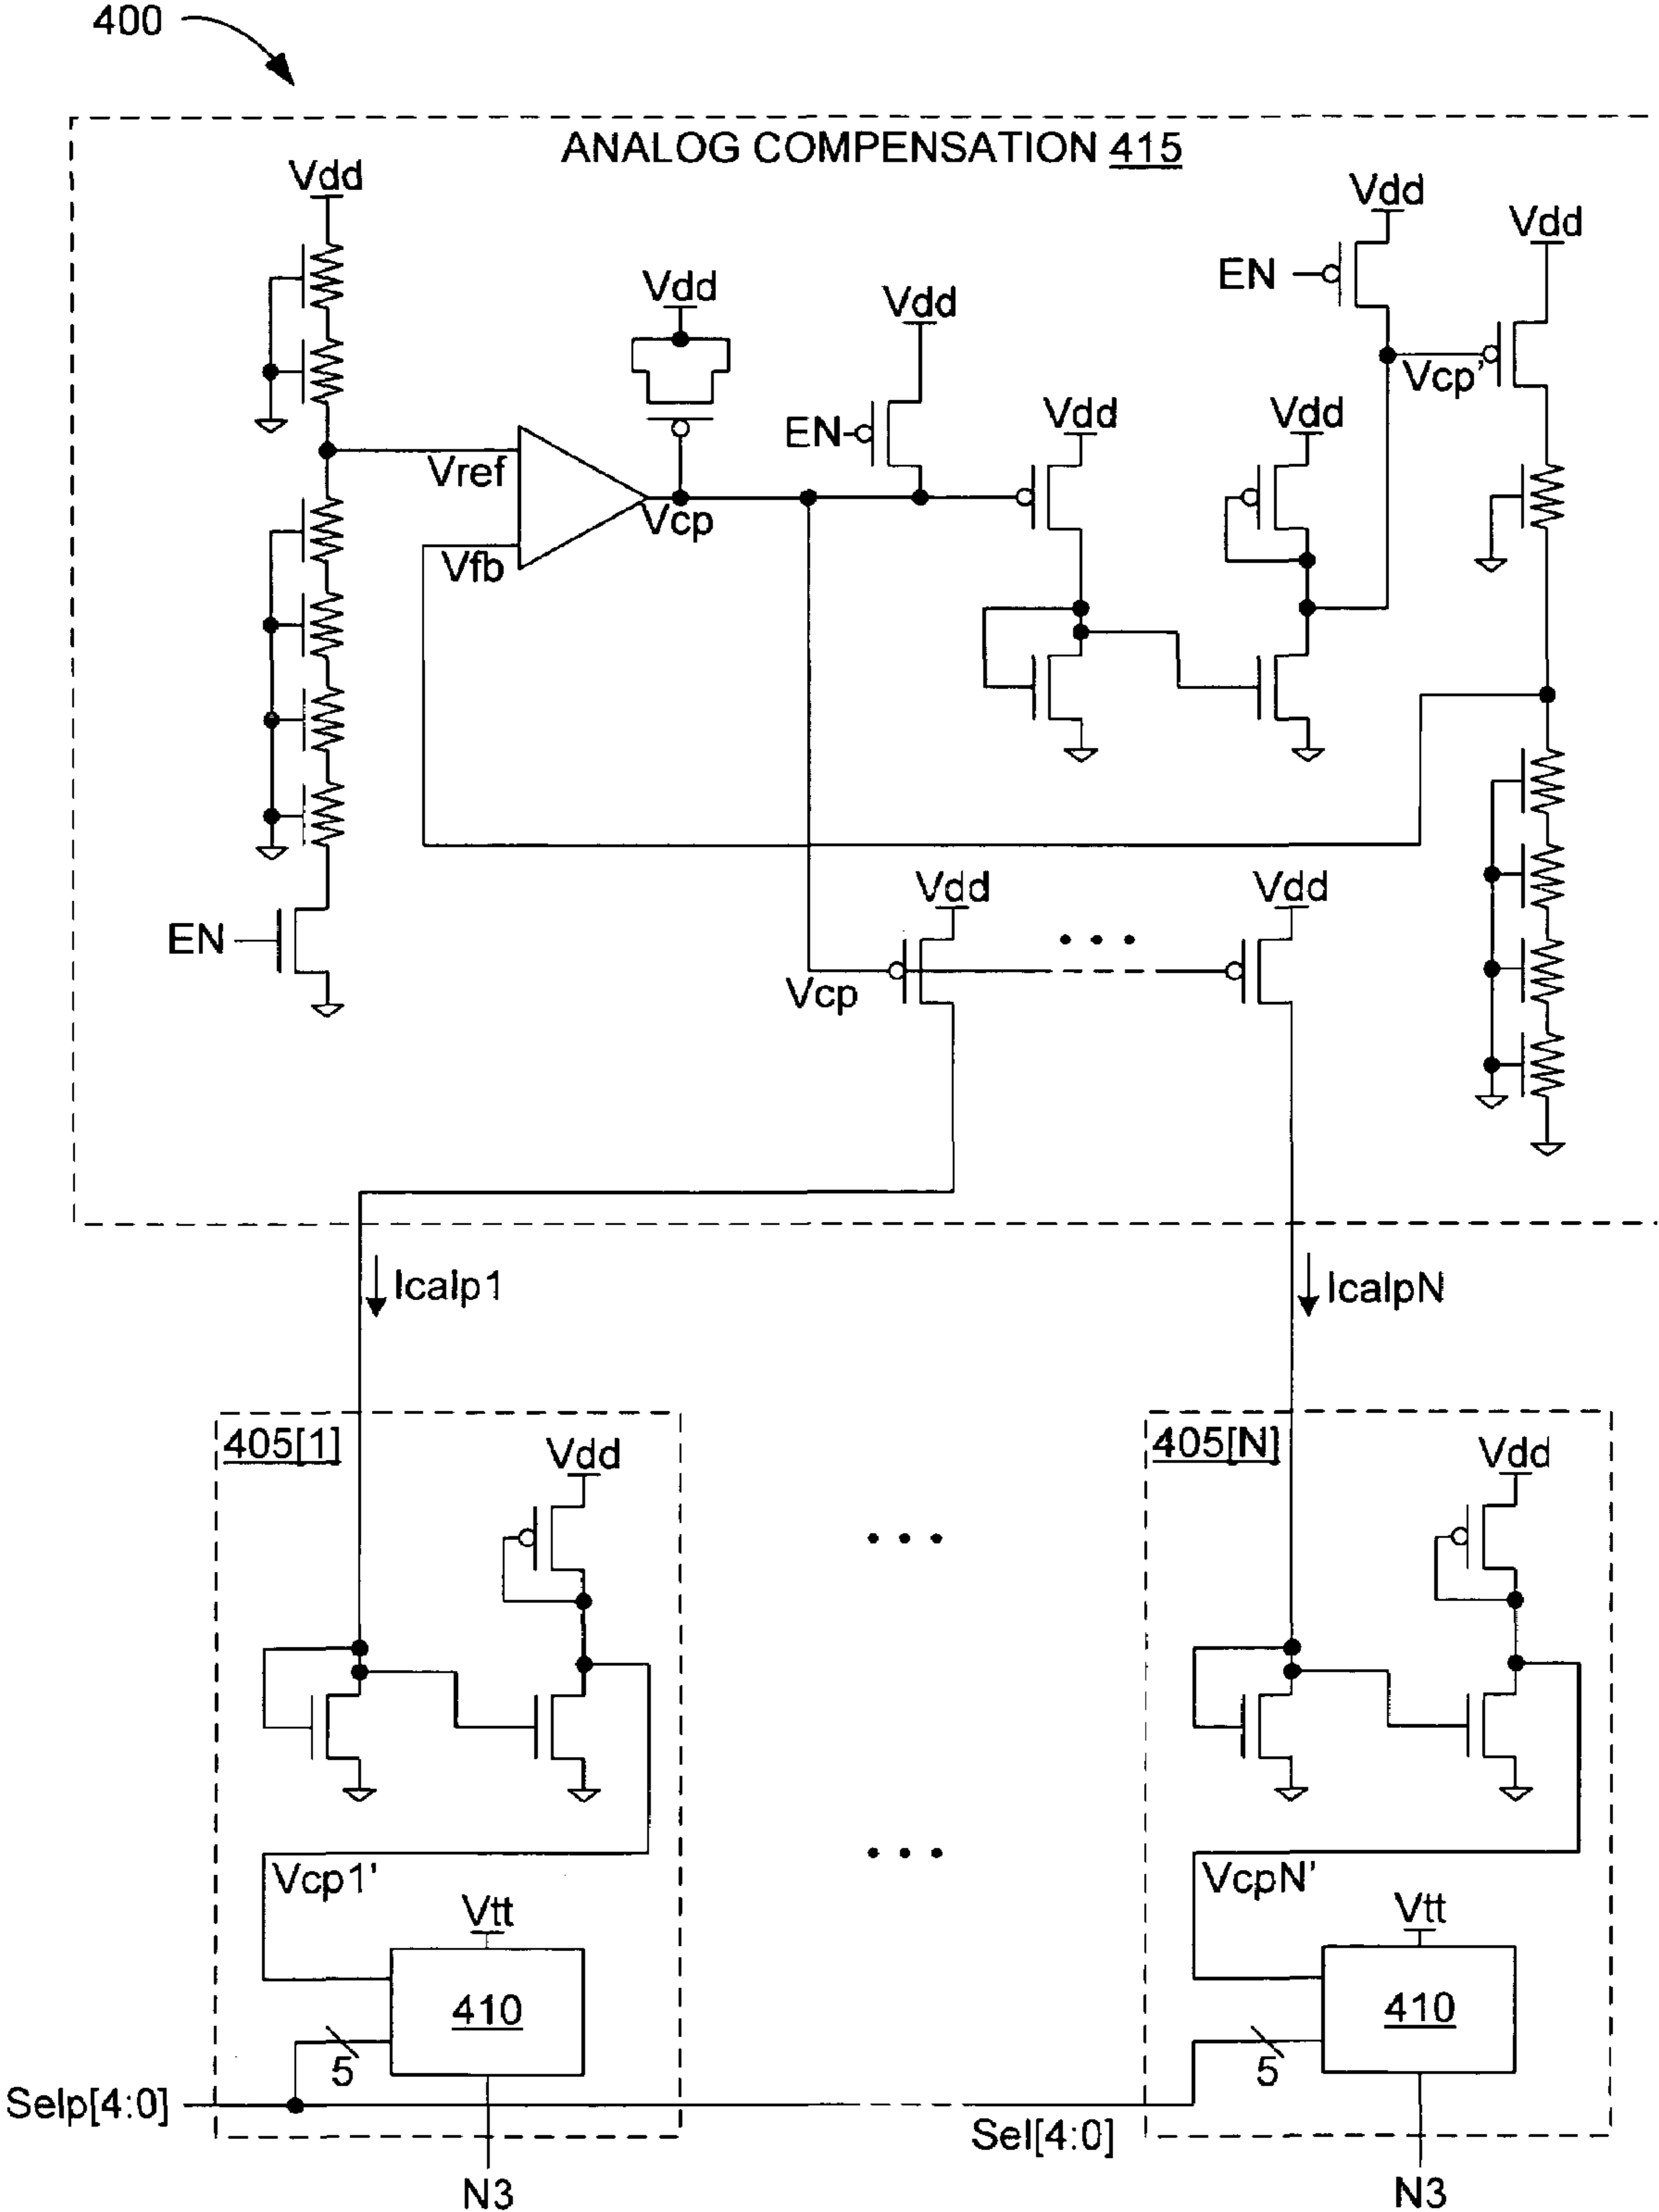 400
ANALOG COMPENSATION 415
Vdd
Vdd
Vdd
EN
Vdd
Vdd
Vcp'
EN
Vdd
Vdd
Vref
Vcp
Vfb
Vdd
Vdd
EN
Vcp
Icalp1
IcalpN
405[1]
Vdd
405[N]
Vdd
Vcp1'
VcpN'
Vtt
Vtt
410
410
5
5
Selp[4:0]
Sel[4:0]
N3
N3